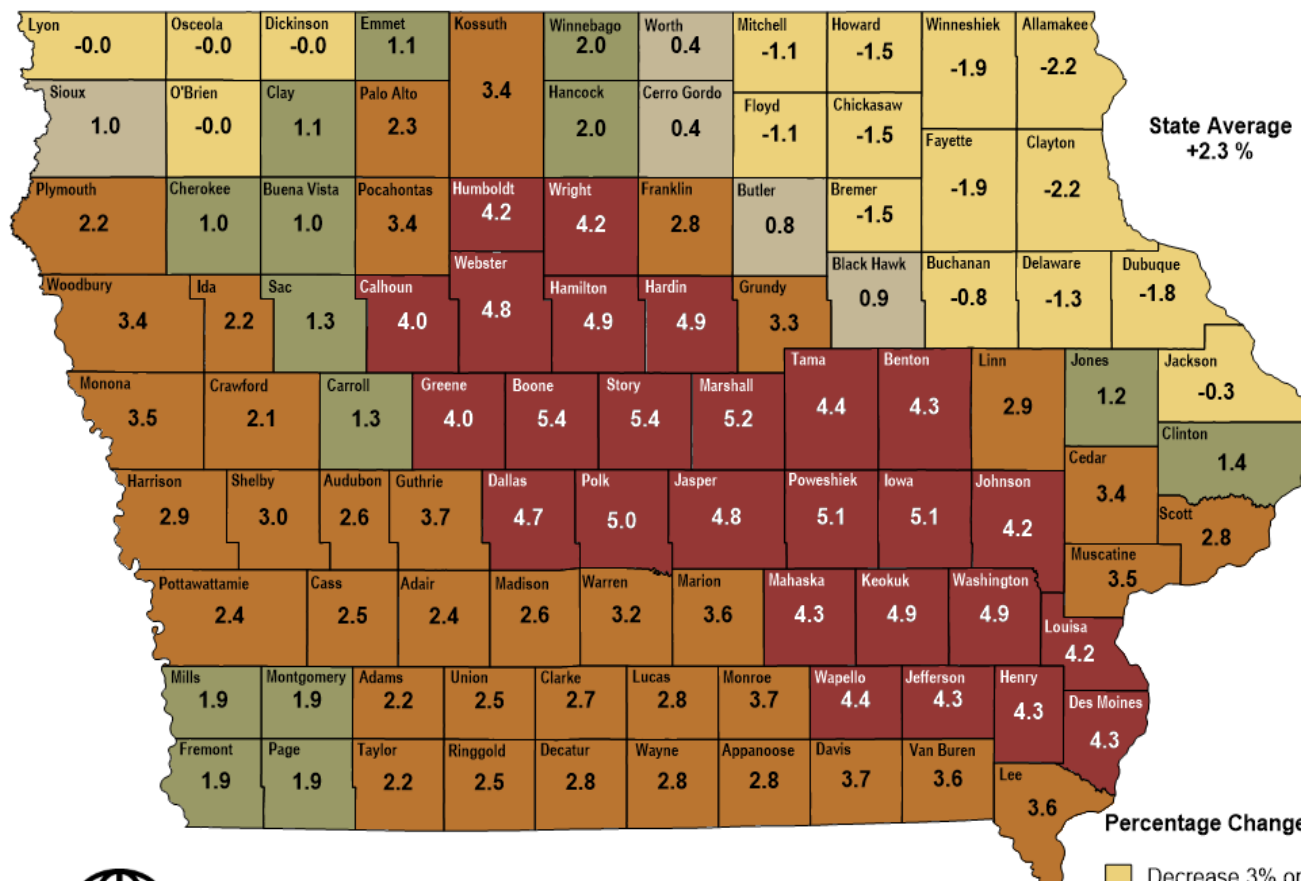 Lyon
-0.0
Osceola
-0.0
Dickinson
-0.0
Emmet
1.1
Kossuth
3.4
Winnebago
2.0
Worth
0.4
Mitchell
-1.1
Howard
-1.5
Winneshiek
-1.9
Allamakee
-2.2
Sioux
1.0
O'Brien
-0.0
Clay
1.1
Palo Alto
2.3
Hancock
2.0
Cerro Gordo
0.4
Floyd
-1.1
Chickasaw
-1.5
Fayette
-1.9
Clayton
-2.2
State Average
+2.3 %
Plymouth
2.2
Cherokee
1.0
Buena Vista
1.0
Pocahontas
3.4
Humboldt
4.2
Wright
4.2
Franklin
2.8
Butler
0.8
Bremer
-1.5
Woodbury
3.4
Ida
2.2
Sac
1.3
Calhoun
4.0
Webster
4.8
Hamilton
4.9
Hardin
4.9
Grundy
3.3
Black Hawk
0.9
Buchanan
-0.8
Delaware
-1.3
Dubuque
-1.8
Monona
3.5
Crawford
2.1
Carroll
1.3
Greene
4.0
Boone
5.4
Story
5.4
Marshall
5.2
Tama
4.4
Benton
4.3
Linn
2.9
Jones
1.2
Jackson
-0.3
Clinton
1.4
Harrison
2.9
Shelby
3.0
Audubon
2.6
Guthrie
3.7
Dallas
4.7
Polk
5.0
Jasper
4.8
Poweshiek
5.1
Iowa
5.1
Johnson
4.2
Cedar
3.4
Scott
2.8
Muscatine
3.5
Pottawattamie
2.4
Cass
2.5
Adair
2.4
Madison
2.6
Warren
3.2
Marion
3.6
Mahaska
4.3
Keokuk
4.9
Washington
4.9
Louisa
4.2
Mills
1.9
Montgomery
1.9
Adams
2.2
Union
2.5
Clarke
2.7
Lucas
2.8
Monroe
3.7
Wapello
4.4
Jefferson
4.3
Henry
4.3
Des Moines
4.3
Fremont
1.9
Page
1.9
Taylor
2.2
Ringgold
2.5
Decatur
2.8
Wayne
2.8
Appanoose
2.8
Davis
3.7
Van Buren
3.6
Lee
3.6
Percentage Change
Decrease 3% or